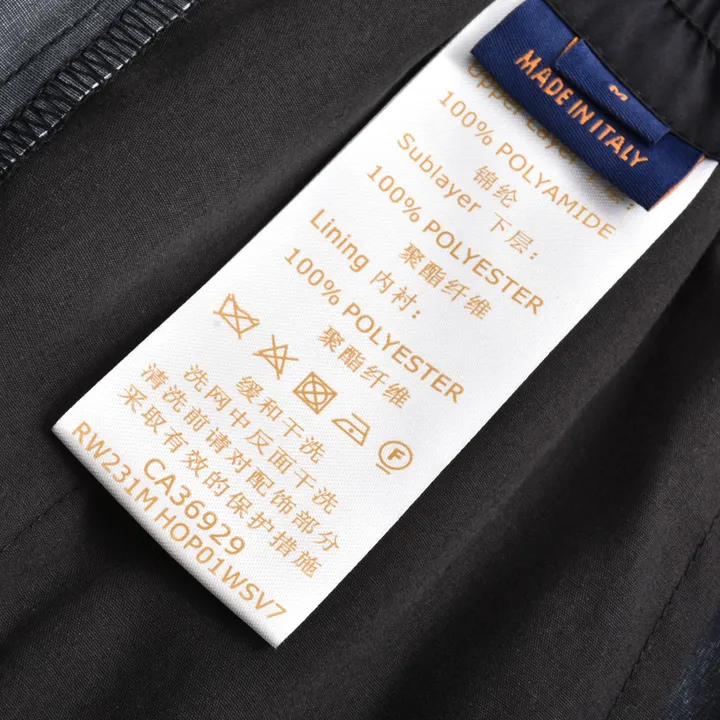 MADE IN ITALY
M
Upper Layer
100% POLYAMIDE
锦纶
Sublayer 下层:
100% POLYESTER
聚酯纤维
Lining 内衬:
100% POLYESTER
聚酯纤维
F
缓和干洗
洗网中反面干洗
清洗前请对配饰部分
采取有效的保护措施
CA36929
RW231M HOP01WSV7